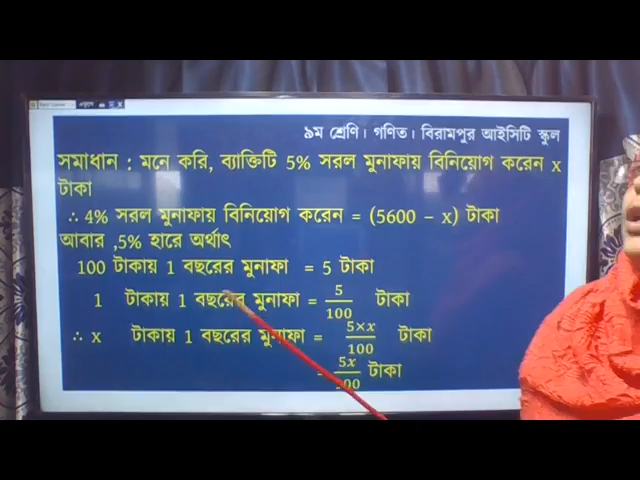 ৯ম শ্রেণি। গণিত। বিরামপুর আইসিটি স্কুল
সমাধান : মনে করি, ব্যাক্তিটি 5% সরল মুনাফায় বিনিয়োগ করেন x
টাকা
∴ 4% সরল মুনাফায় বিনিয়োগ করেন = (5600 − x) টাকা
আবার ,5% হারে অর্থাৎ
100 টাকায় 1 বছরের মুনাফা = 5 টাকা
1 টাকায় 1 বছরের মুনাফা = 5/100 টাকা
∴ x টাকায় 1 বছরের মুনাফা = 5×x/100 টাকা
= 5x/100 টাকা